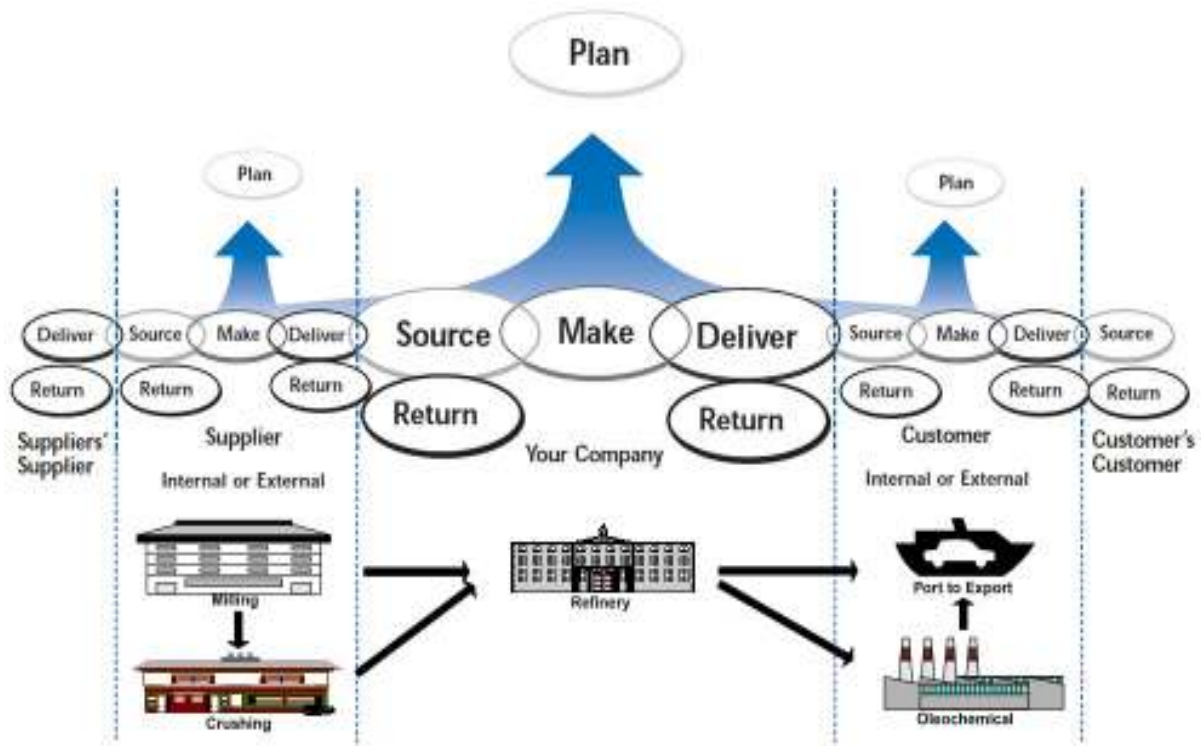 Plan
Plan
Plan
Deliver
Source
Make
Deliver
Source
Make
Deliver
Source
Make
Deliver
Source
Return
Return
Return
Return
Return
Return
Return
Return
Suppliers'
Supplier
Supplier
Your Company
Customer
Customer's
Customer
Internal or External
Internal or External
Milling
Refinery
Port to Export
Crushing
Oleochemical